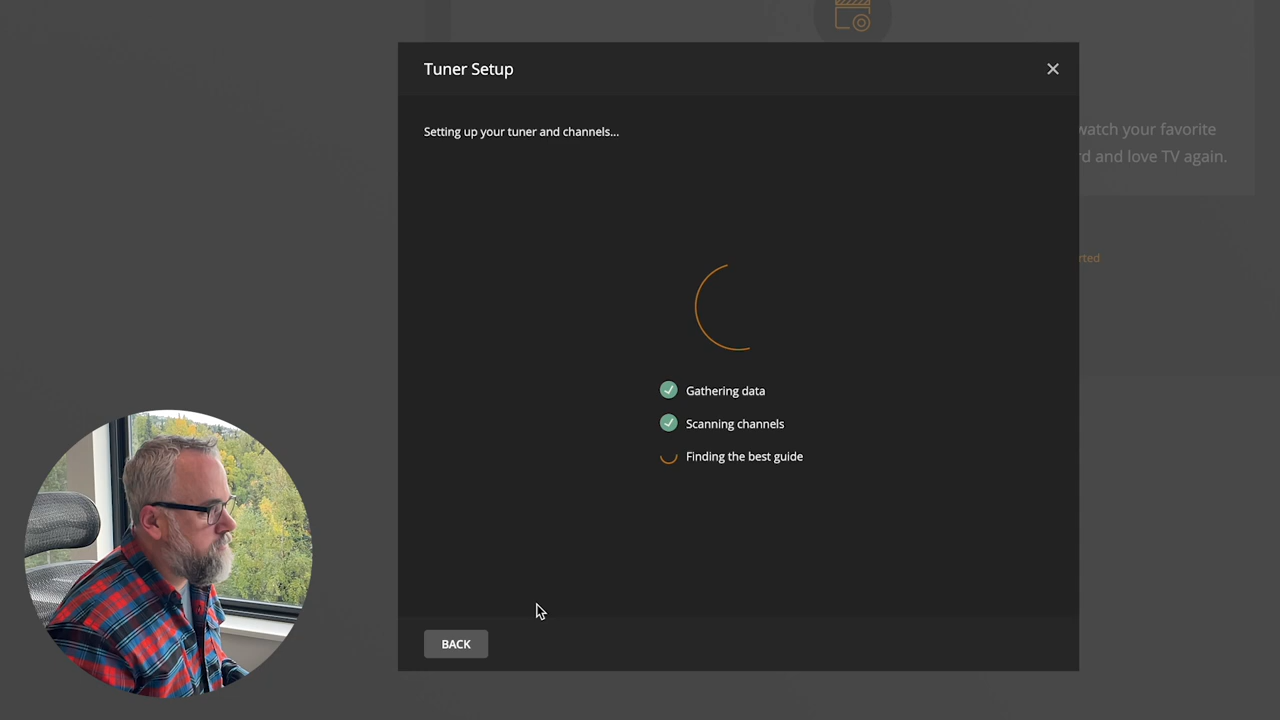 Tuner Setup
watch your favorite
Setting up your tuner and channels...
rd and love TV again.
rted
Gathering data
Scanning channels
Finding the best guide
BACK